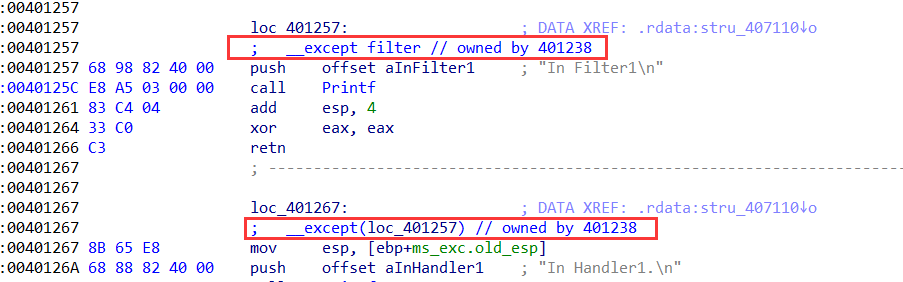 :00401257
:00401257 loc_401257: ; DATA XREF: .rdata:stru_407110↓o
:00401257 ; __except filter // owned by 401238
:00401257 68 98 82 40 00 push offset aInFilter1 ; "In Filter1\n"
:0040125C E8 A5 03 00 00 call Printf
:00401261 83 C4 04 add esp, 4
:00401264 33 C0 xor eax, eax
:00401266 C3 retn
:00401267 ; ---------------------------------------------------------------------------
:00401267
:00401267 loc_401267: ; DATA XREF: .rdata:stru_407110↓o
:00401267 ; __except(loc_401257) // owned by 401238
:00401267 8B 65 E8 mov esp, [ebp+ms_exc.old_esp]
:0040126A 68 88 82 40 00 push offset aInHandler1 ; "In Handler1.\n"